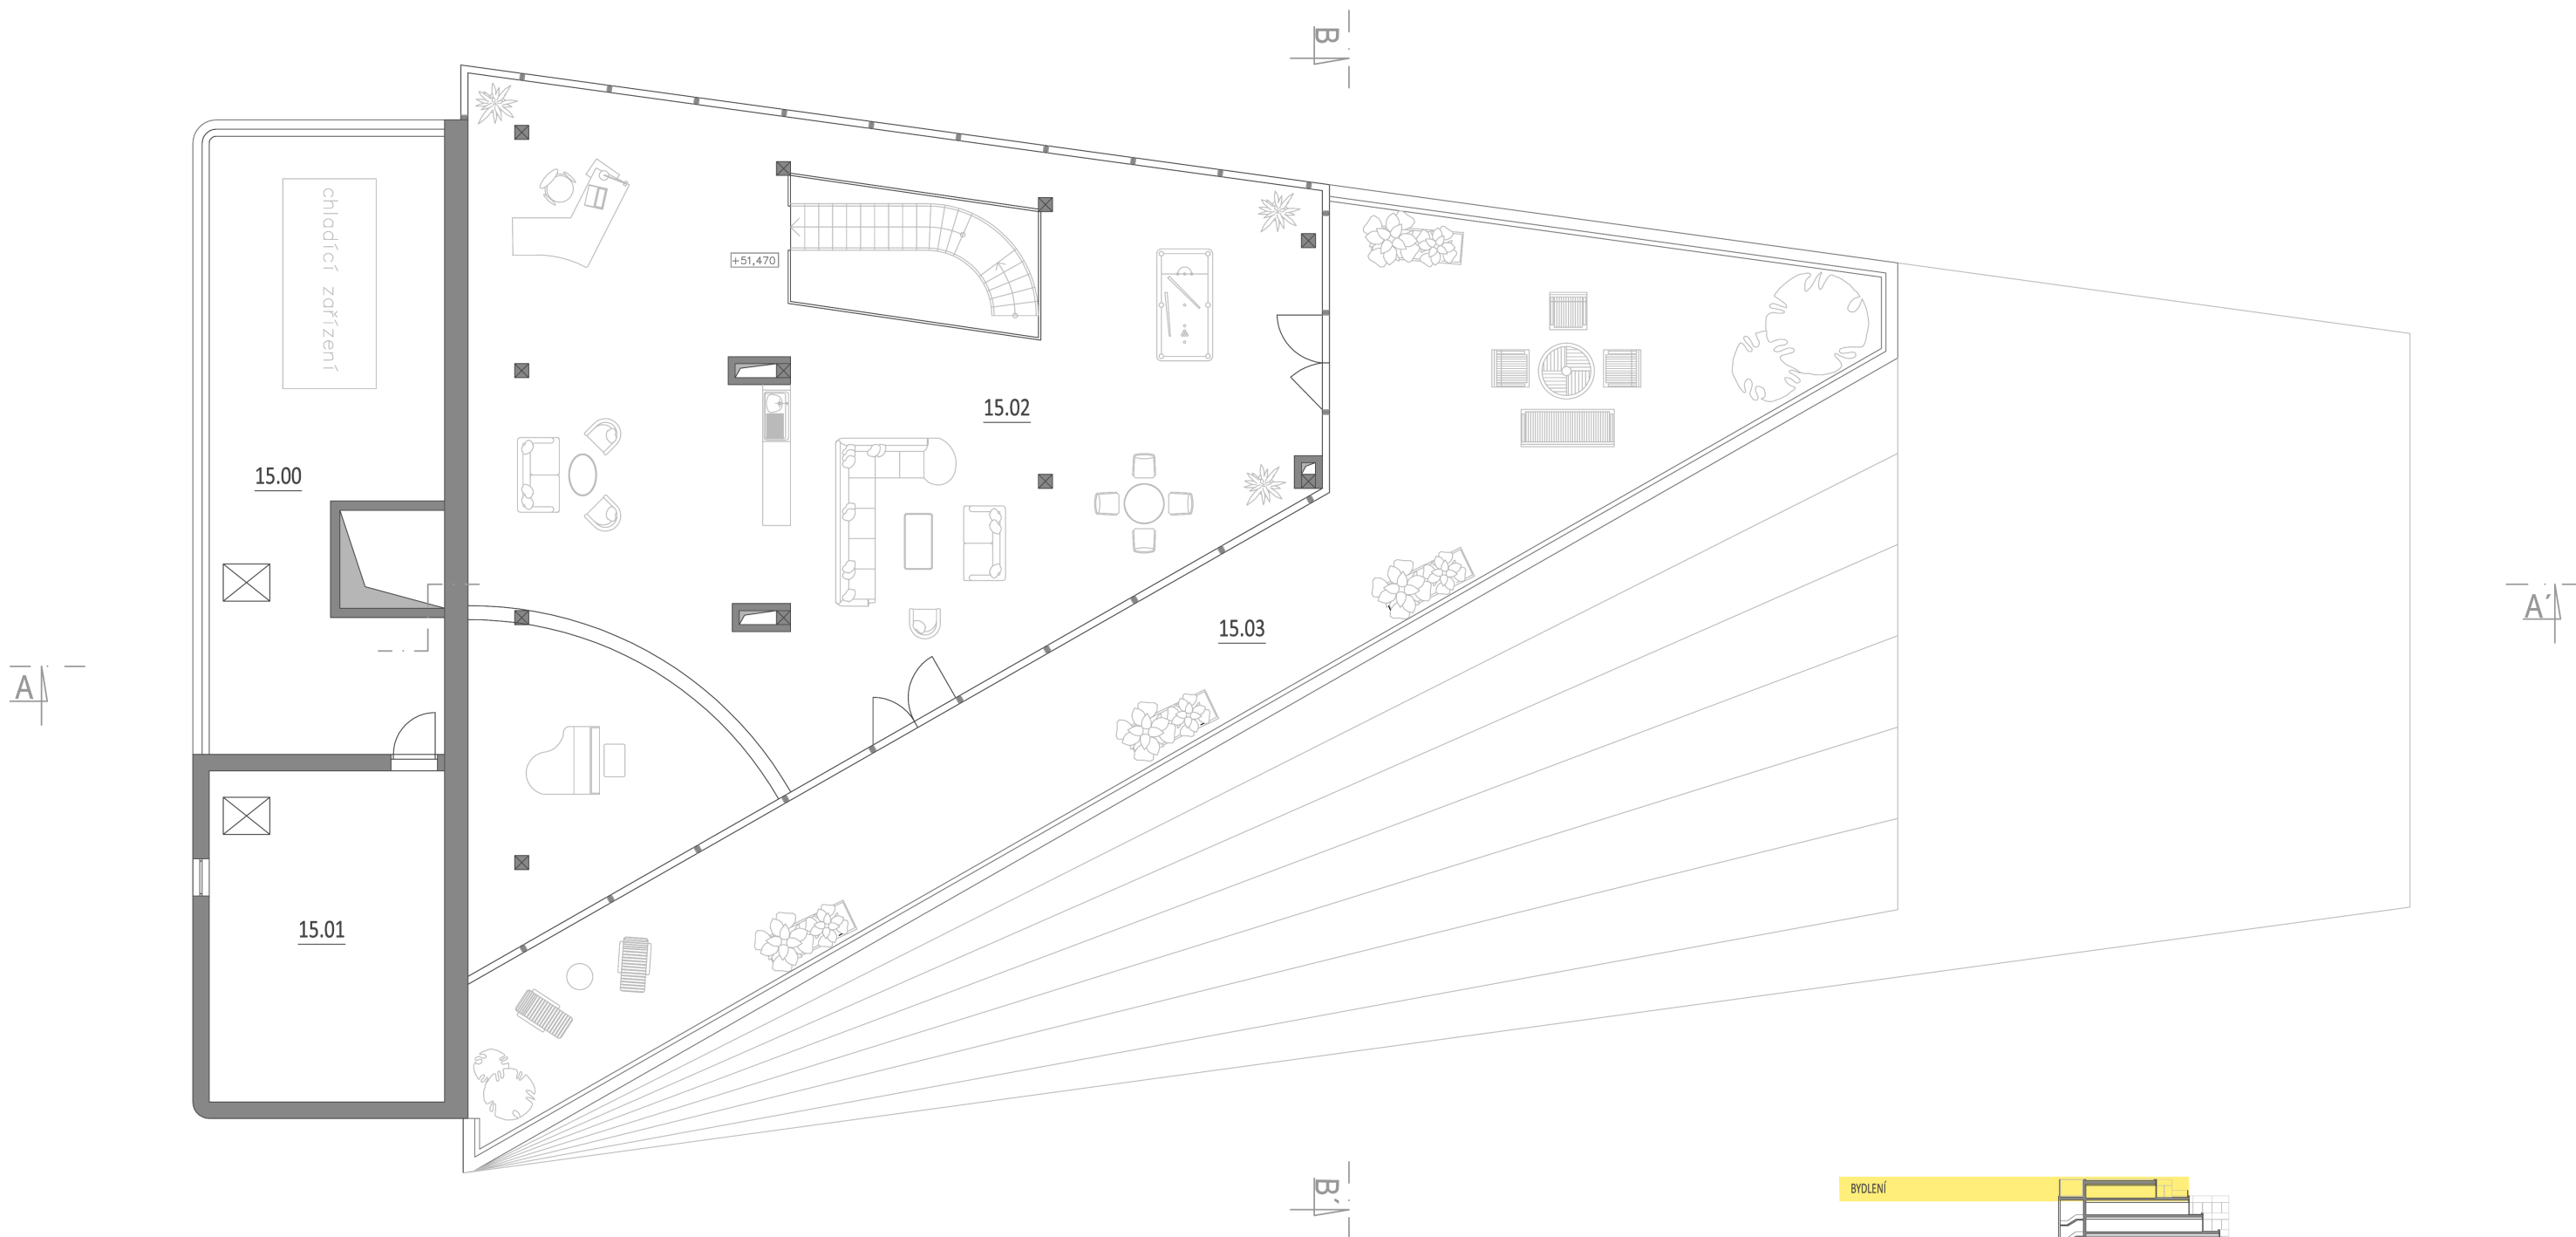 B
chladící zařízení
+51,470
15.02
15.00
A´
15.03
A
15.01
B´
BYDLENÍ